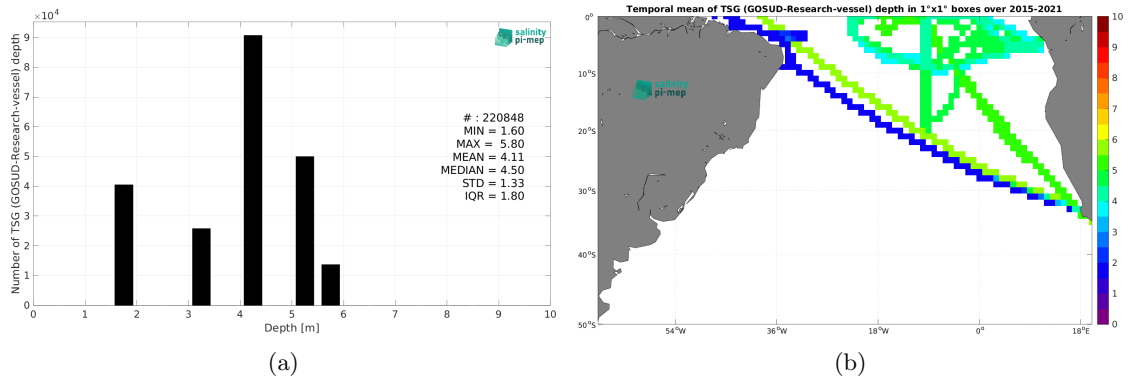 ×10⁴
9
8
7
6
5
4
3
2
1
0
Number of TSG (GOSUD-Research-vessel) depth
salinity
pi-mep
# : 220848
MIN = 1.60
MAX = 5.80
MEAN = 4.11
MEDIAN = 4.50
STD = 1.33
IQR = 1.80
0 1 2 3 4 5 6 7 8 9 10
Depth [m]
(a)
Temporal mean of TSG (GOSUD-Research-vessel) depth in 1°x1° boxes over 2015-2021
0°
10°S
20°S
30°S
40°S
50°S
salinity
pi-mep
54°W 36°W 18°W 0° 18°E
10
9
8
7
6
5
4
3
2
1
0
(b)